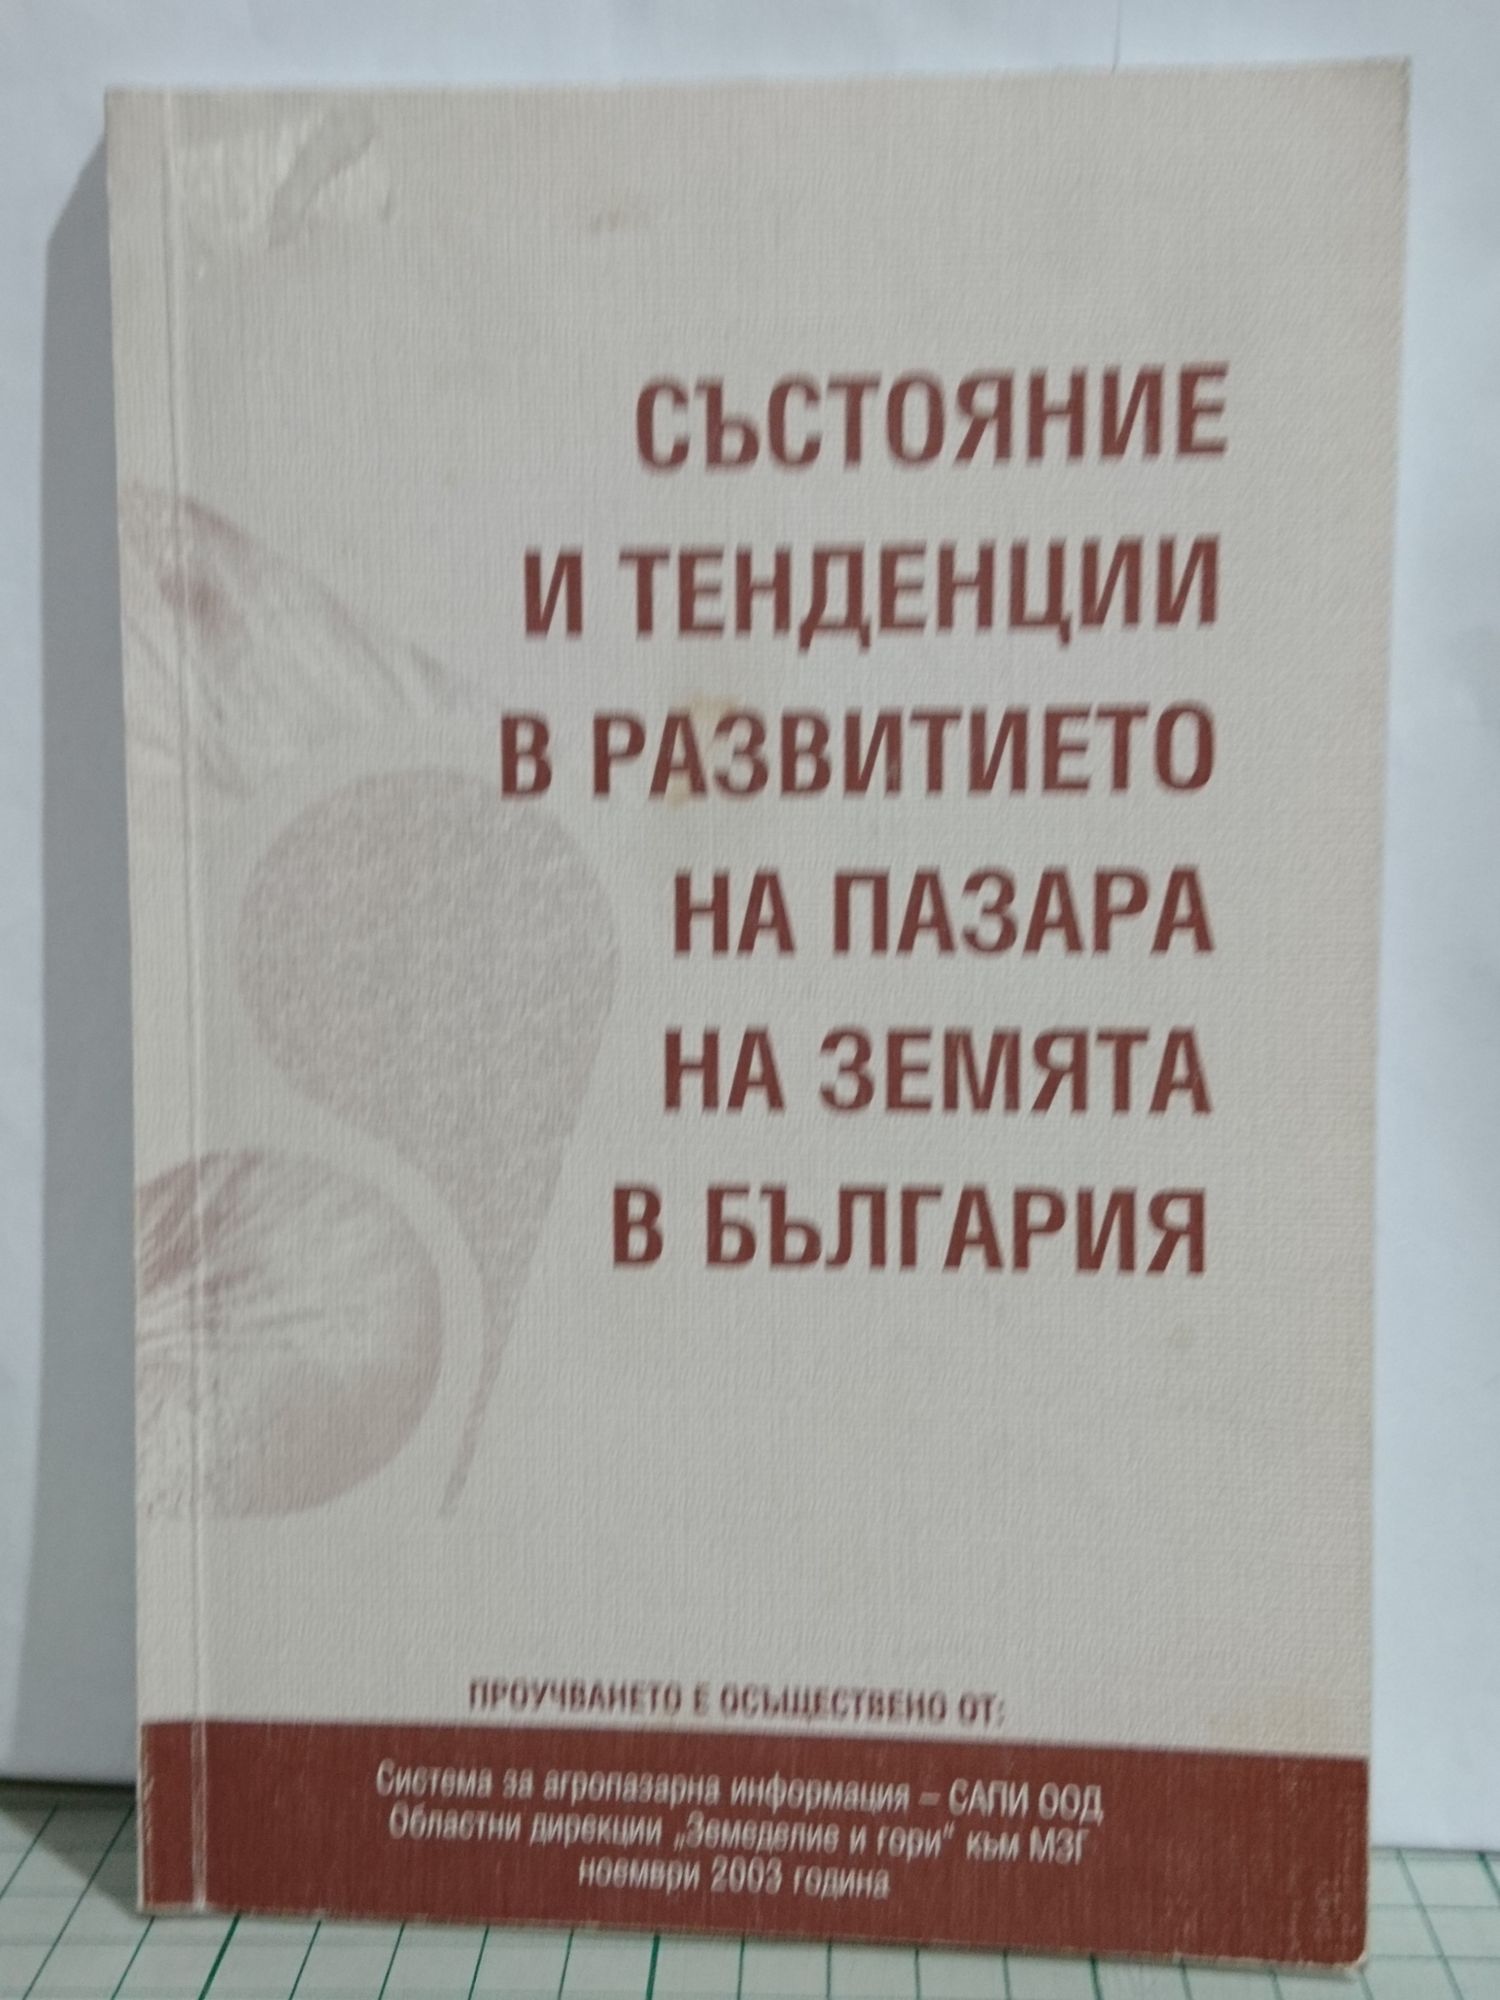 СЪСТОЯНИЕ
И ТЕНДЕНЦИИ
В РАЗВИТИЕТО
НА ПАЗАРА
НА ЗЕМЯТА
В БЪЛГАРИЯ
ПРОУЧВАНЕТО Е ОСЪЩЕСТВЕНО ОТ:
Система за агропазарна информация – САПИ ООД
Областни дирекции „Земеделие и гори“ към МЗГ
ноември 2003 година